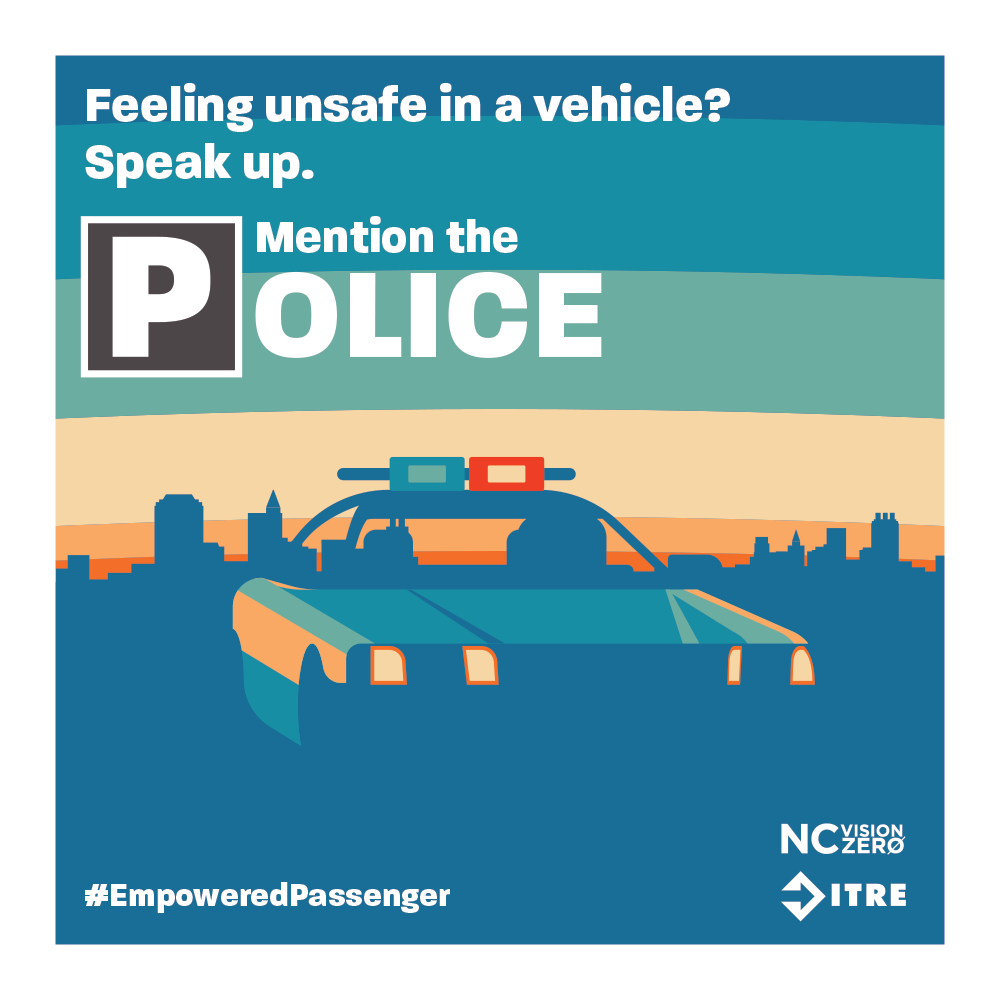 Feeling unsafe in a vehicle?
Speak up.
Mention the
POLICE
NC VISION ZERØ
#EmpoweredPassenger
ITRE